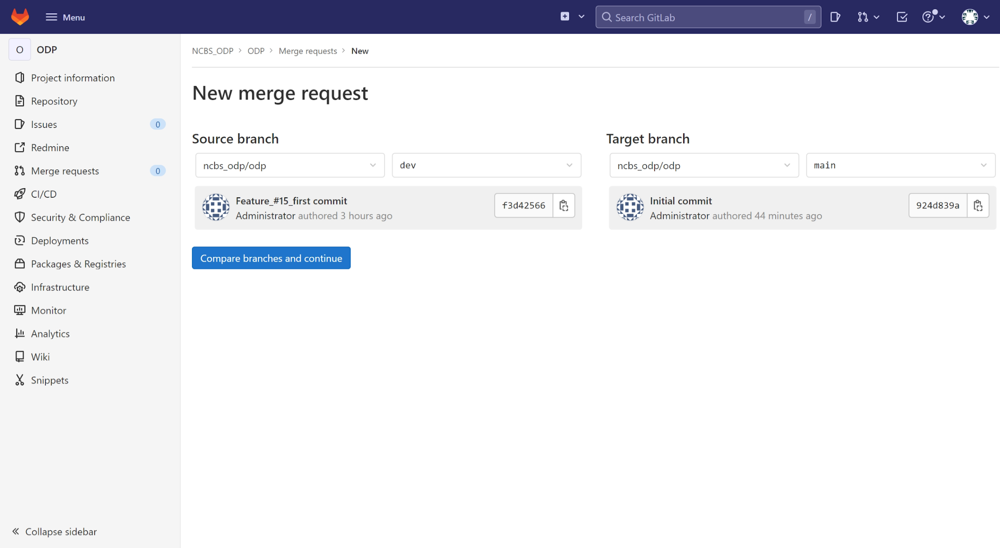 Menu
Search GitLab
/
O ODP
Project information
Repository
Issues 0
Redmine
Merge requests 0
CI/CD
Security & Compliance
Deployments
Packages & Registries
Infrastructure
Monitor
Analytics
Wiki
Snippets
Collapse sidebar
NCBS_ODP > ODP > Merge requests > New
New merge request
Source branch
ncbs_odp/odp
dev
Feature_#15_first commit
Administrator authored 3 hours ago
f3d42566
Target branch
ncbs_odp/odp
main
Initial commit
Administrator authored 44 minutes ago
924d839a
Compare branches and continue